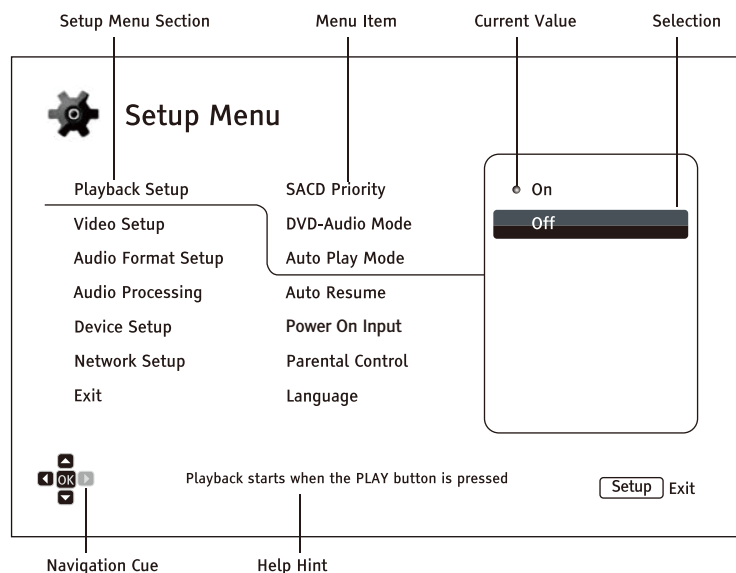 Setup Menu Section Menu Item Current Value Selection
Setup Menu
Playback Setup SACD Priority On
Video Setup DVD-Audio Mode Off
Audio Format Setup Auto Play Mode
Audio Processing Auto Resume
Device Setup Power On Input
Network Setup Parental Control
Exit Language
OK Playback starts when the PLAY button is pressed Setup Exit
Navigation Cue Help Hint